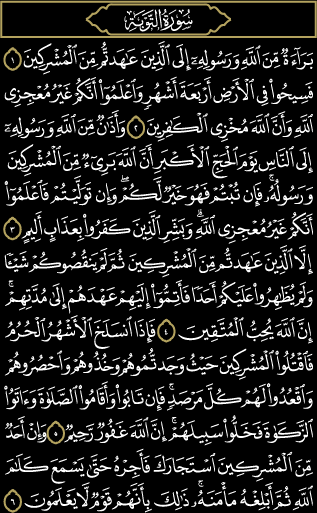 سُورَةُ التَّوْبَةِ
بَرَآءَةٌ مِّنَ ٱللَّهِ وَرَسُولِهِۦٓ إِلَى ٱلَّذِينَ عَٰهَدتُّم مِّنَ ٱلْمُشْرِكِينَ ١
فَسِيحُوا۟ فِى ٱلْأَرْضِ أَرْبَعَةَ أَشْهُرٍ وَٱعْلَمُوٓا۟ أَنَّكُمْ غَيْرُ مُعْجِزِى
ٱللَّهِ وَأَنَّ ٱللَّهَ مُخْزِى ٱلْكَٰفِرِينَ ٢ وَأَذَٰنٌ مِّنَ ٱللَّهِ وَرَسُولِهِۦٓ
إِلَى ٱلنَّاسِ يَوْمَ ٱلْحَجِّ ٱلْأَكْبَرِ أَنَّ ٱللَّهَ بَرِىٓءٌ مِّنَ ٱلْمُشْرِكِينَ
وَرَسُولُهُۥ فَإِن تُبْتُمْ فَهُوَ خَيْرٌ لَّكُمْ وَإِن تَوَلَّيْتُمْ فَٱعْلَمُوٓا۟
أَنَّكُمْ غَيْرُ مُعْجِزِى ٱللَّهِ وَبَشِّرِ ٱلَّذِينَ كَفَرُوا۟ بِعَذَابٍ أَلِيمٍ ٣
إِلَّا ٱلَّذِينَ عَٰهَدتُّم مِّنَ ٱلْمُشْرِكِينَ ثُمَّ لَمْ يَنقُصُوكُمْ شَيْـًٔا
وَلَمْ يُظَٰهِرُوا۟ عَلَيْكُمْ أَحَدًا فَأَتِمُّوٓا۟ إِلَيْهِمْ عَهْدَهُمْ إِلَىٰ مُدَّتِهِمْ
إِنَّ ٱللَّهَ يُحِبُّ ٱلْمُتَّقِينَ ٤ فَإِذَا ٱنسَلَخَ ٱلْأَشْهُرُ ٱلْحُرُمُ
فَٱقْتُلُوا۟ ٱلْمُشْرِكِينَ حَيْثُ وَجَدتُّمُوهُمْ وَخُذُوهُمْ وَٱحْصُرُوهُمْ
وَٱقْعُدُوا۟ لَهُمْ كُلَّ مَرْصَدٍ فَإِن تَابُوا۟ وَأَقَامُوا۟ ٱلصَّلَوٰةَ وَءَاتَوُا۟
ٱلزَّكَوٰةَ فَخَلُّوا۟ سَبِيلَهُمْ إِنَّ ٱللَّهَ غَفُورٌ رَّحِيمٌ ٥ وَإِنْ أَحَدٌ
مِّنَ ٱلْمُشْرِكِينَ ٱسْتَجَارَكَ فَأَجِرْهُ حَتَّىٰ يَسْمَعَ كَلَٰمَ
ٱللَّهِ ثُمَّ أَبْلِغْهُ مَأْمَنَهُۥ ذَٰلِكَ بِأَنَّهُمْ قَوْمٌ لَّا يَعْلَمُونَ ٦